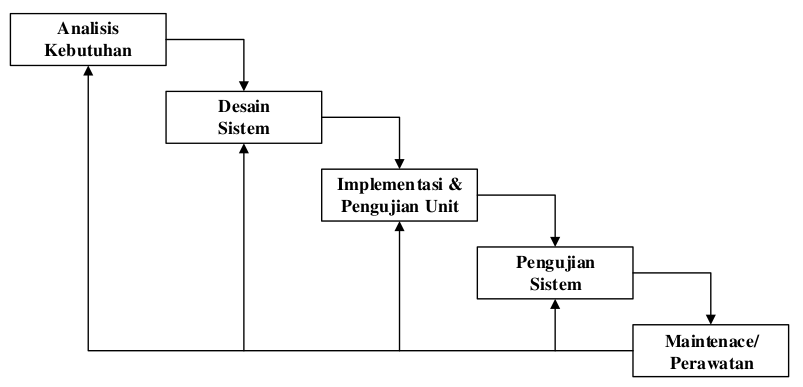 Analisis
Kebutuhan
Desain
Sistem
Implementasi &
Pengujian Unit
Pengujian
Sistem
Maintenace/
Perawatan